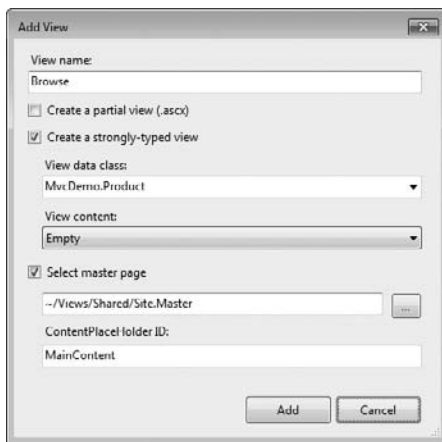 Add View
View name:
Browse
Create a partial view (.ascx)
Create a strongly-typed view
View data class:
MvcDemo.Product
View content:
Empty
Select master page
~/Views/Shared/Site.Master
...
ContentPlaceHolder ID:
MainContent
Add Cancel